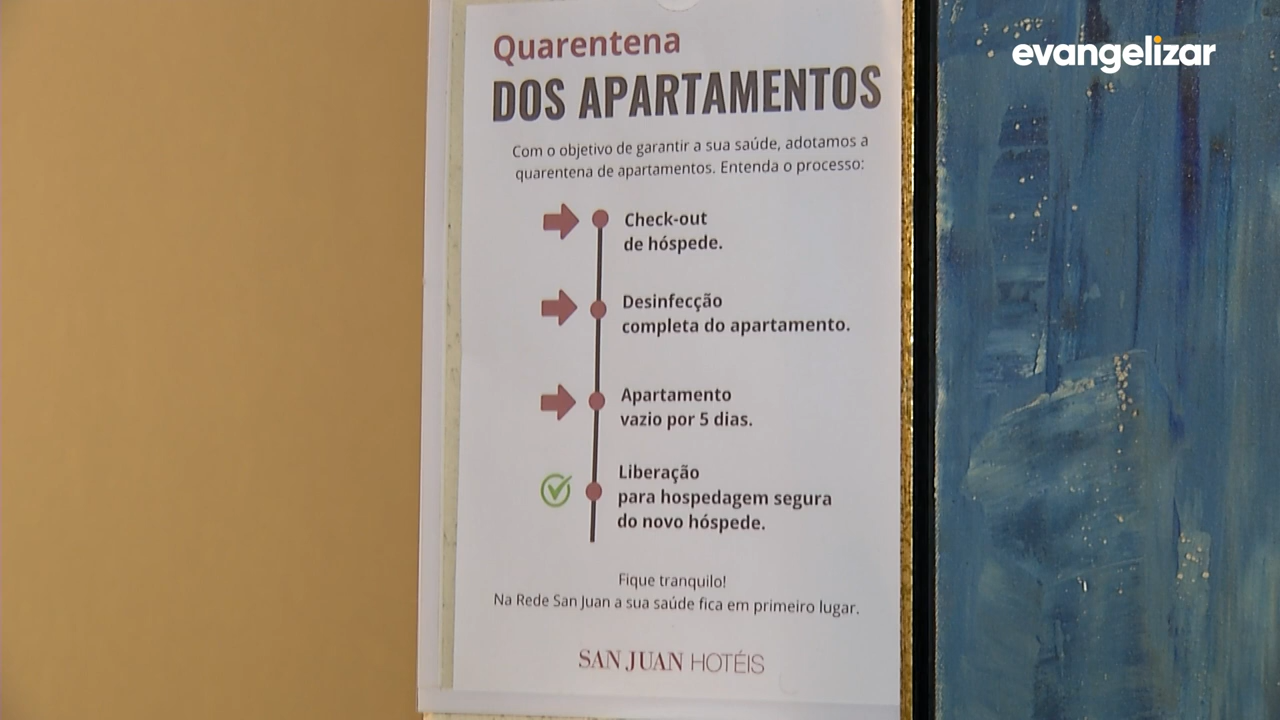 evangelizar
Quarentena
DOS APARTAMENTOS
Com o objetivo de garantir a sua saúde, adotamos a
quarentena de apartamentos. Entenda o processo:
Check-out
de hóspede.
Desinfecção
completa do apartamento.
Apartamento
vazio por 5 dias.
Liberação
para hospedagem segura
do novo hóspede.
Fique tranquilo!
Na Rede San Juan a sua saúde fica em primeiro lugar.
SAN JUAN HOTÉIS